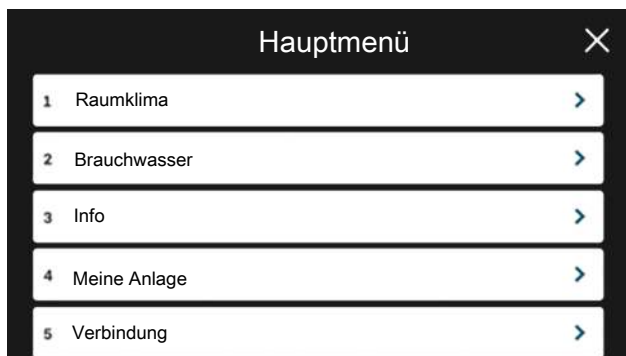 Hauptmenü
1 Raumklima
2 Brauchwasser
3 Info
4 Meine Anlage
5 Verbindung